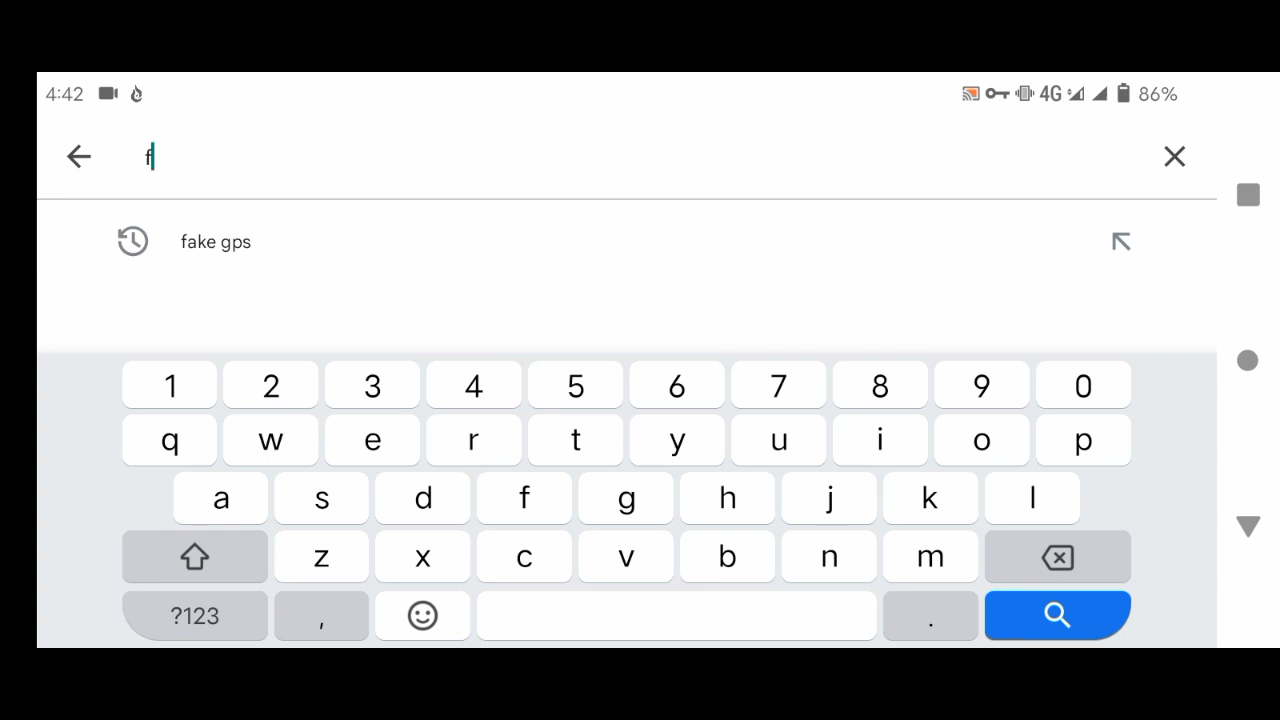 4:42 4G 86%
f
fake gps
1 2 3 4 5 6 7 8 9 0
q w e r t y u i o p
a s d f g h j k l
z x c v b n m
?123 , .